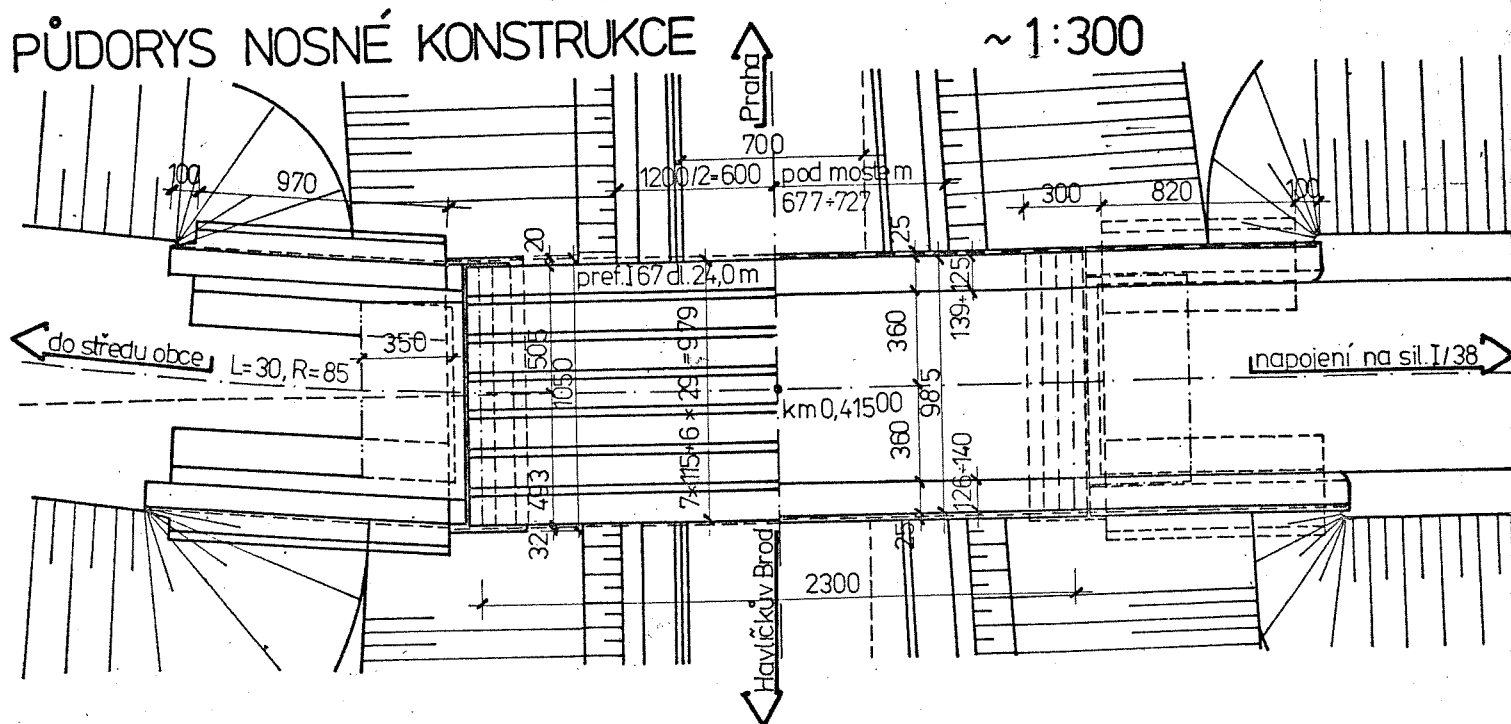 PŮDORYS NOSNÉ KONSTRUKCE
~1:300
Praha
700
1200/2=600
pod mostem
677÷727
100
970
300
820
100
20
25
pref. I 67 dl. 24,0 m
139÷125
350
505
1050
7×115+6×29=979
360
985
do středu obce
L=30, R=85
napojení na sil. I/38
km 0,41500
360
126÷140
493
32
25
2300
Havlíčkův Brod